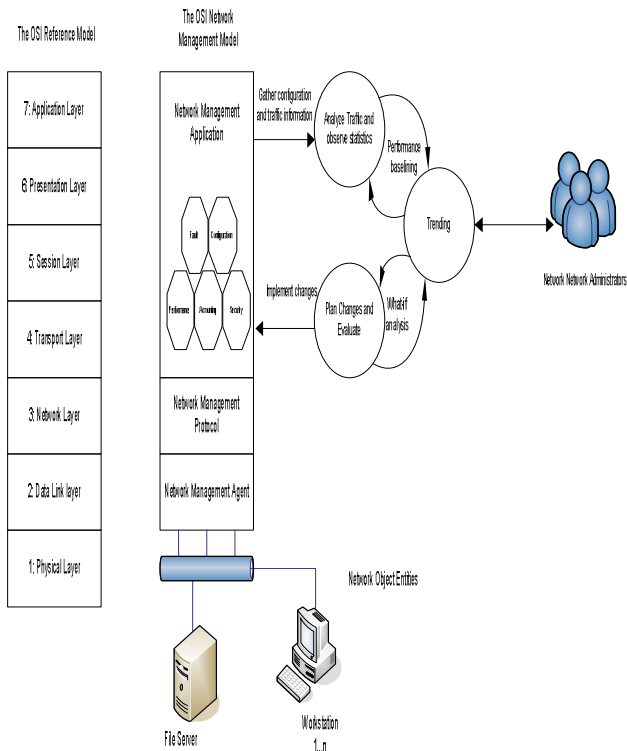 The OSI Reference Model
The OSI Network
Management Model
7: Application Layer
6: Presentation Layer
5: Session Layer
4: Transport Layer
3: Network Layer
2: Data Link layer
1: Physical Layer
Network Management
Application
Fault
Configuration
Performance
Accounting
Security
Network Management
Protocol
Network Management Agent
Gather configuration
and traffic information
Analyze Traffic and
observe statistics
Performance
baselining
Trending
Implement changes
Plan Changes and
Evaluate
What-if
analysis
Network Network Administrators
Network Object Entities
File Server
Workstation
1...n